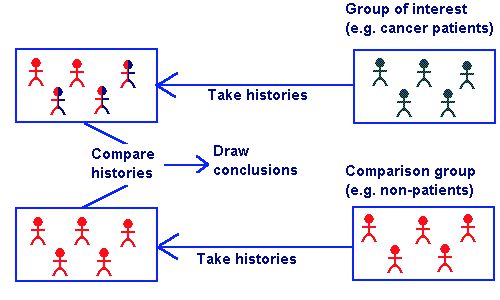 Group of interest
(e.g. cancer patients)
Take histories
Compare
histories
Draw
conclusions
Comparison group
(e.g. non-patients)
Take histories